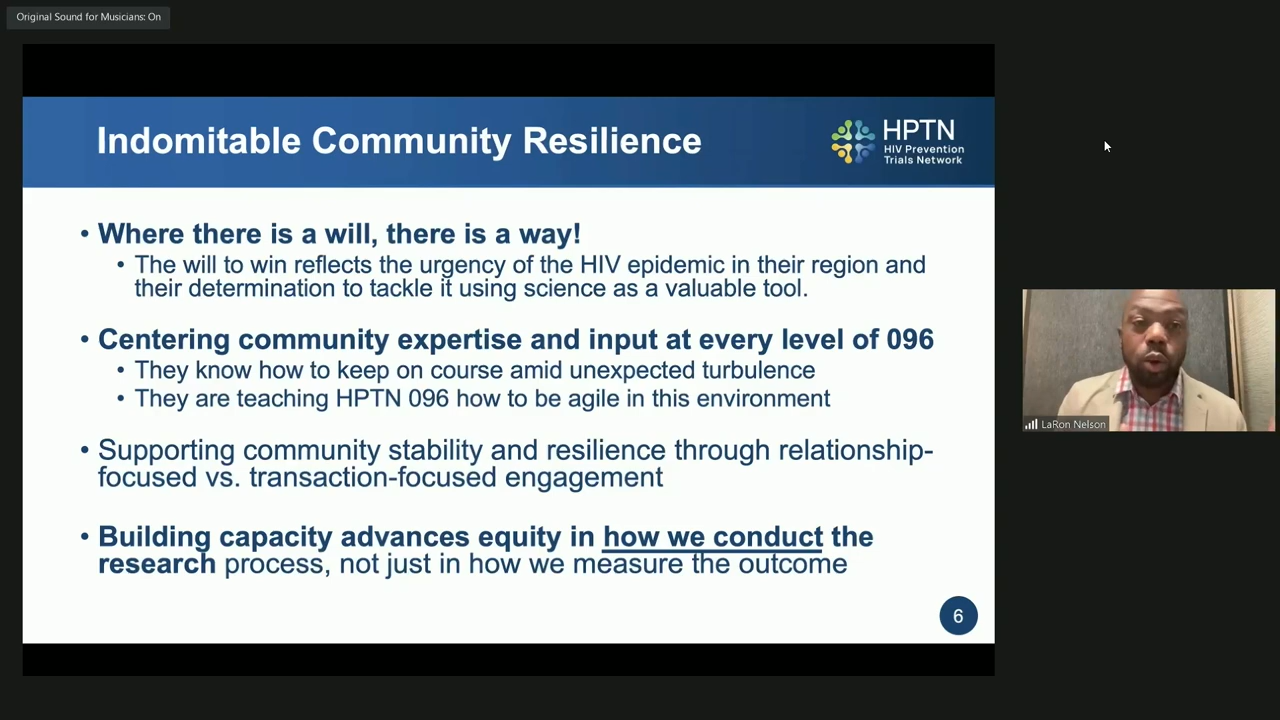 Original Sound for Musicians: On
Indomitable Community Resilience
HPTN
HIV Prevention
Trials Network
• Where there is a will, there is a way!
• The will to win reflects the urgency of the HIV epidemic in their region and
their determination to tackle it using science as a valuable tool.
• Centering community expertise and input at every level of 096
• They know how to keep on course amid unexpected turbulence
• They are teaching HPTN 096 how to be agile in this environment
• Supporting community stability and resilience through relationship-
focused vs. transaction-focused engagement
• Building capacity advances equity in how we conduct the
research process, not just in how we measure the outcome
6
LaRon Nelson